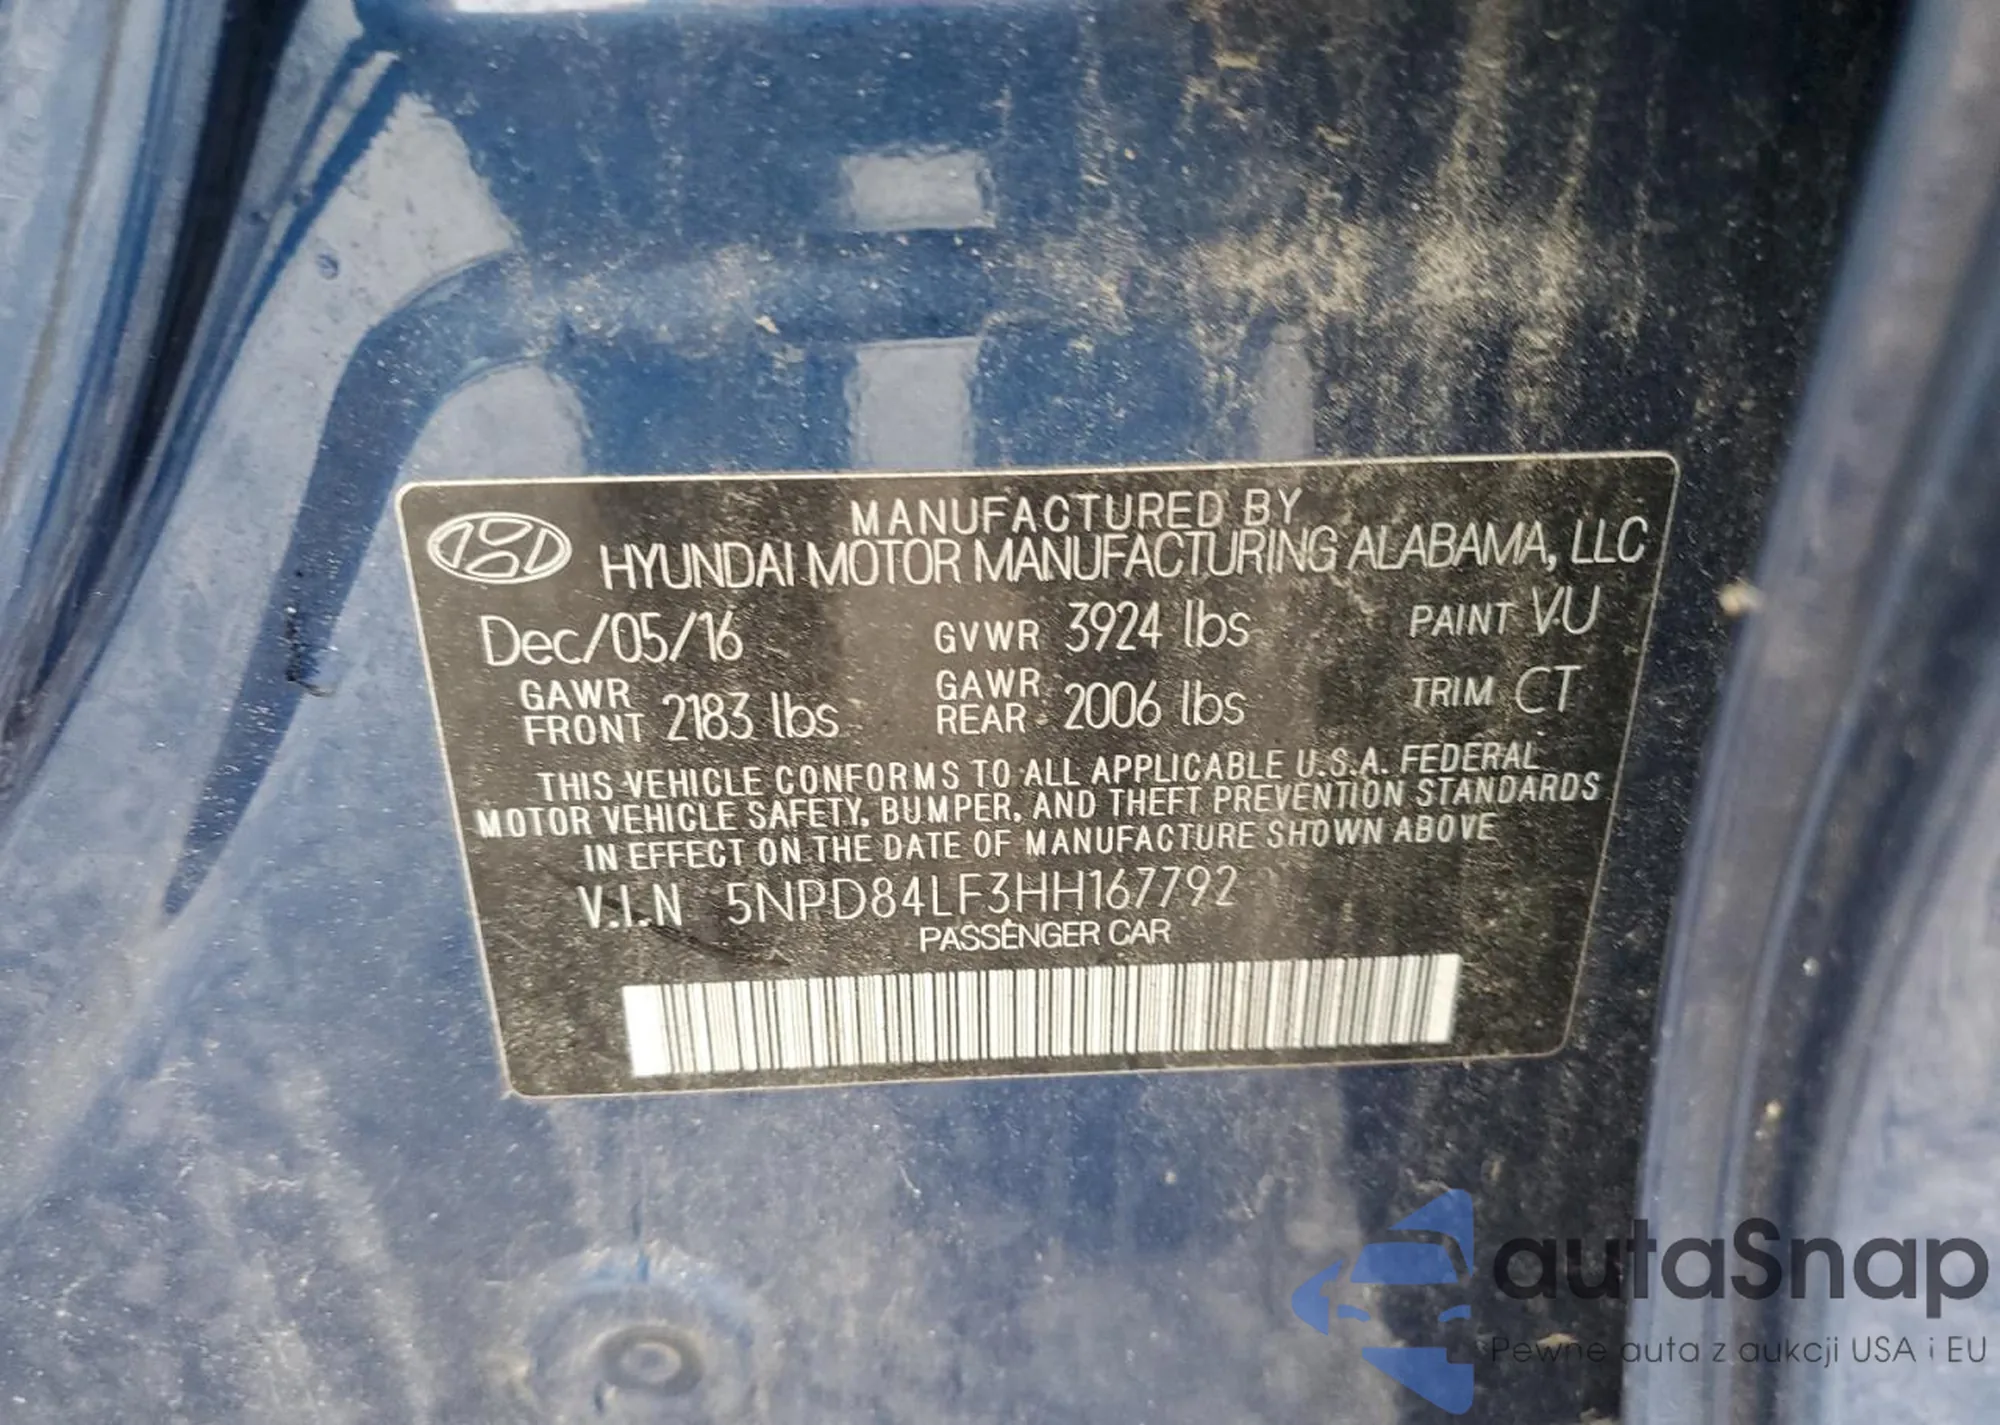 MANUFACTURED BY
HYUNDAI MOTOR MANUFACTURING ALABAMA, LLC
Dec/05/16 GVWR 3924 lbs PAINT VU
GAWR FRONT 2183 lbs GAWR REAR 2006 lbs TRIM CT
THIS VEHICLE CONFORMS TO ALL APPLICABLE U.S.A. FEDERAL
MOTOR VEHICLE SAFETY, BUMPER, AND THEFT PREVENTION STANDARDS
IN EFFECT ON THE DATE OF MANUFACTURE SHOWN ABOVE
V.I.N 5NPD84LF3HH167792
PASSENGER CAR
autaSnap
Pewne auta z aukcji USA i EU